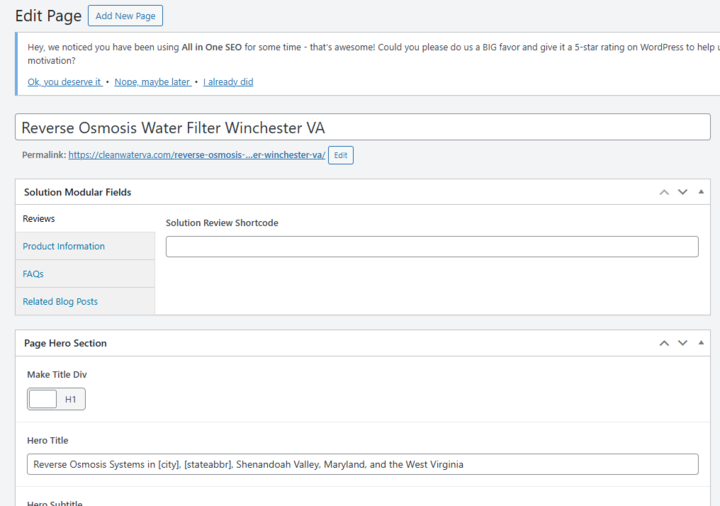 Edit Page
Add New Page
Hey, we noticed you have been using All in One SEO for some time - that's awesome! Could you please do us a BIG favor and give it a 5-star rating on WordPress to help
motivation?
Ok, you deserve it • Nope, maybe later • I already did
Reverse Osmosis Water Filter Winchester VA
Permalink: https://cleanwaterva.com/reverse-osmosis-...er-winchester-va/ Edit
Solution Modular Fields
Reviews
Solution Review Shortcode
Product Information
FAQs
Related Blog Posts
Page Hero Section
Make Title Div
H1
Hero Title
Reverse Osmosis Systems in [city], [stateabbr], Shenandoah Valley, Maryland, and the West Virginia
Hero Subtitle